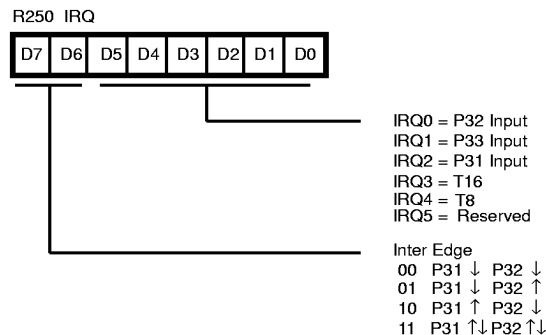 R250 IRQ
D7 D6 D5 D4 D3 D2 D1 D0
IRQ0 = P32 Input
IRQ1 = P33 Input
IRQ2 = P31 Input
IRQ3 = T16
IRQ4 = T8
IRQ5 = Reserved
Inter Edge
00 P31 ↓ P32 ↓
01 P31 ↓ P32 ↑
10 P31 ↑ P32 ↓
11 P31 ↑↓ P32 ↑↓